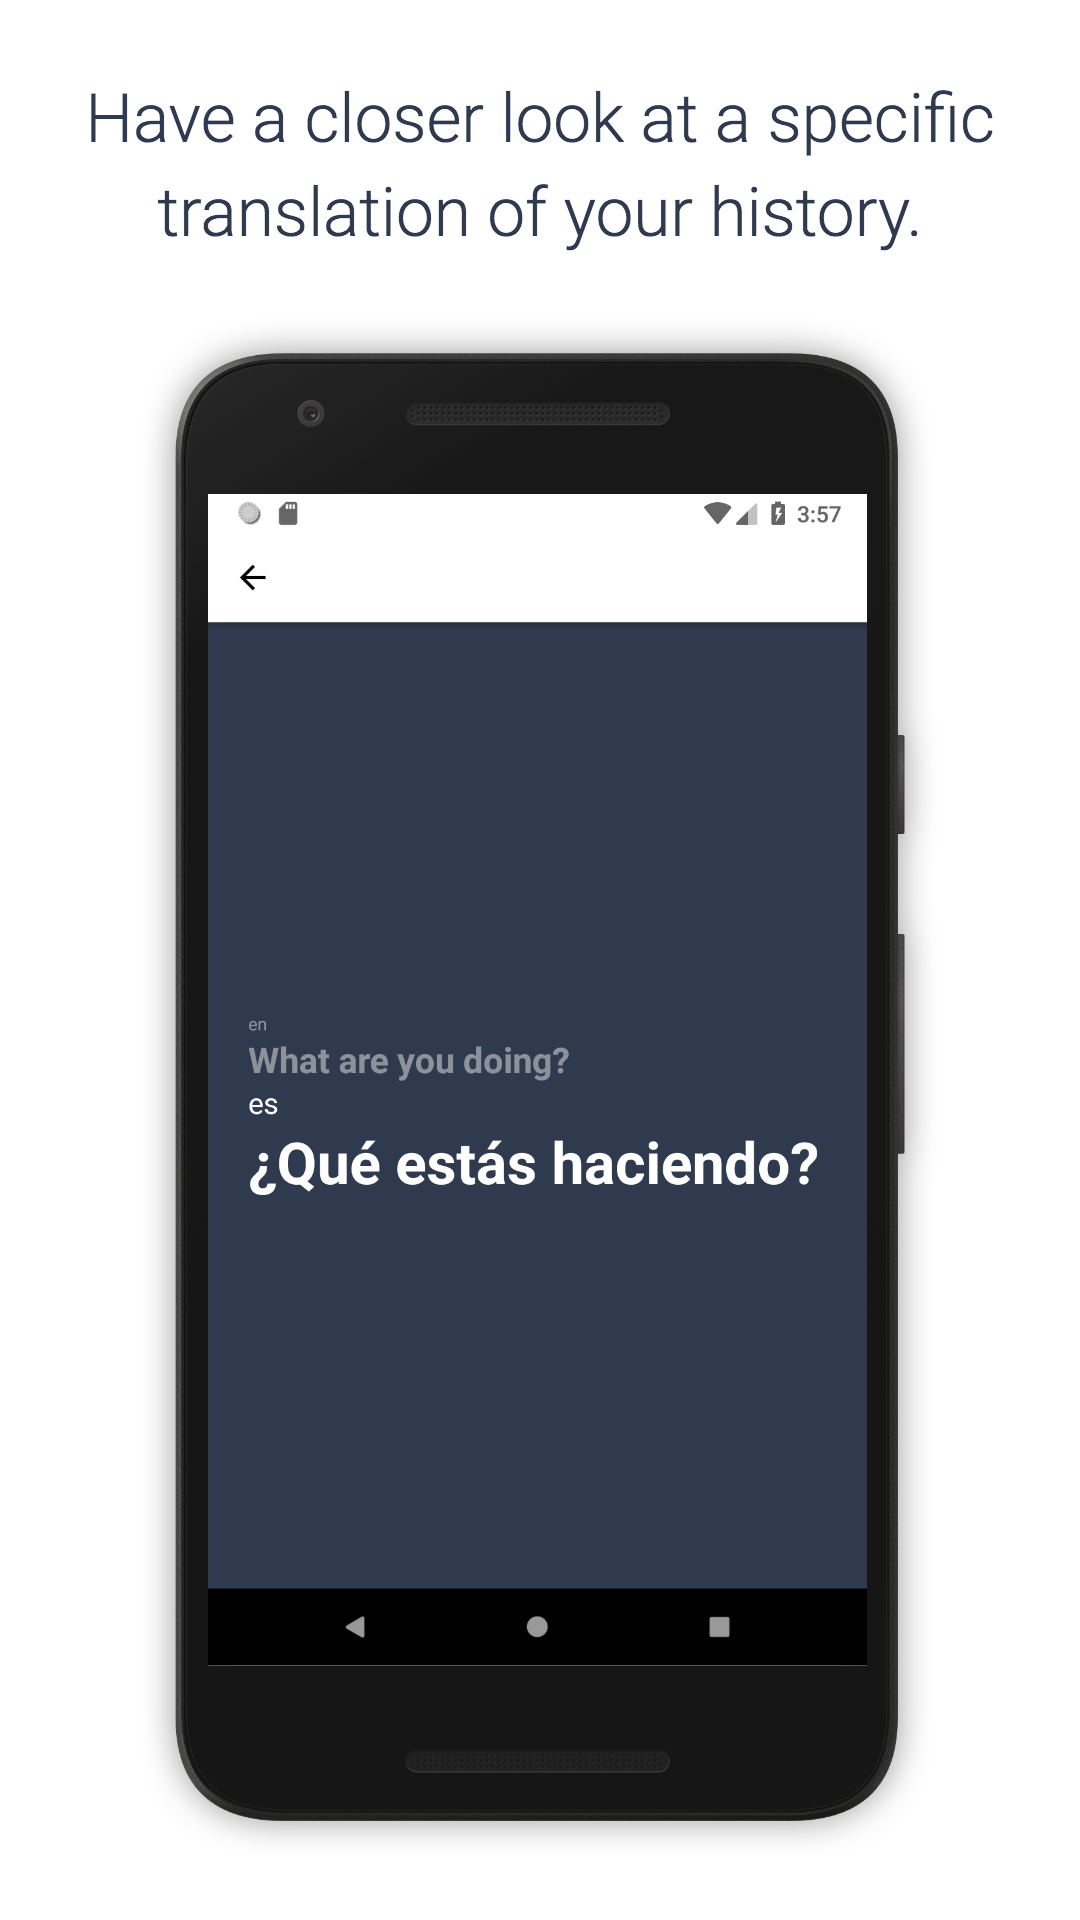 Have a closer look at a specific
translation of your history.
3:57
en
What are you doing?
es
¿Qué estás haciendo?